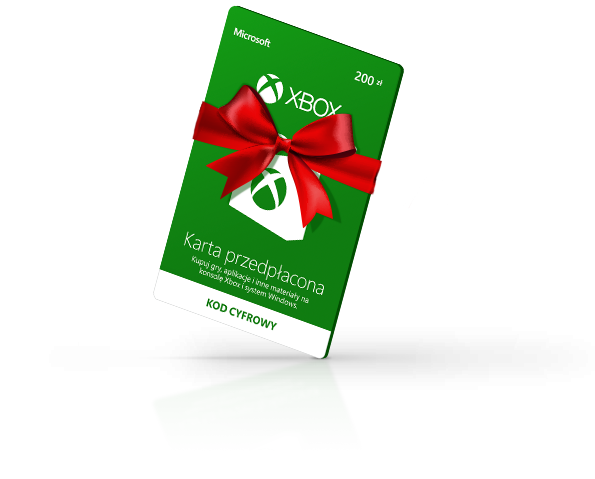 Microsoft
200 zł
XBOX
Karta przedpłacona
Kupuj gry, aplikacje i inne materiały na
konsolę Xbox i system Windows.
KOD CYFROWY